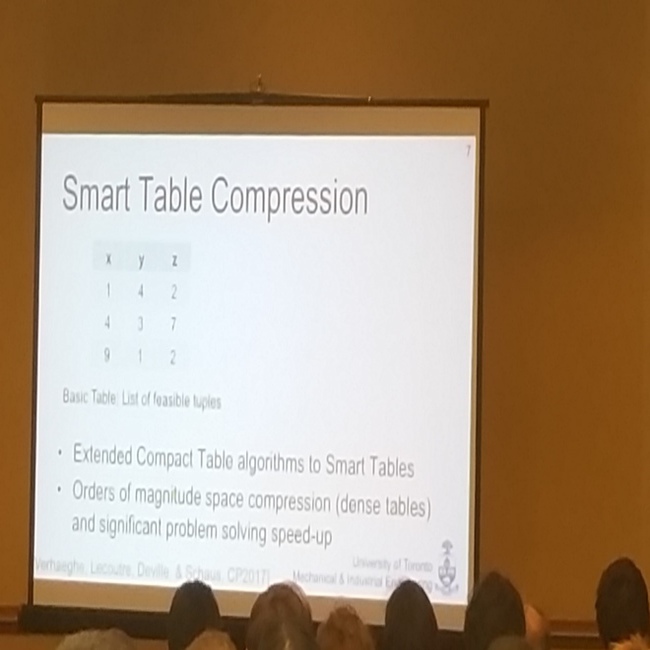 7
Smart Table Compression
x y z
1 4 2
4 3 7
9 1 2
Basic Table: List of feasible tuples
• Extended Compact Table algorithms to Smart Tables
• Orders of magnitude space compression (dense tables)
and significant problem solving speed-up
Verhaeghe, Lecoutre, Deville, & Schaus, CP2017]
University of Toronto
Mechanical & Industrial Engineering